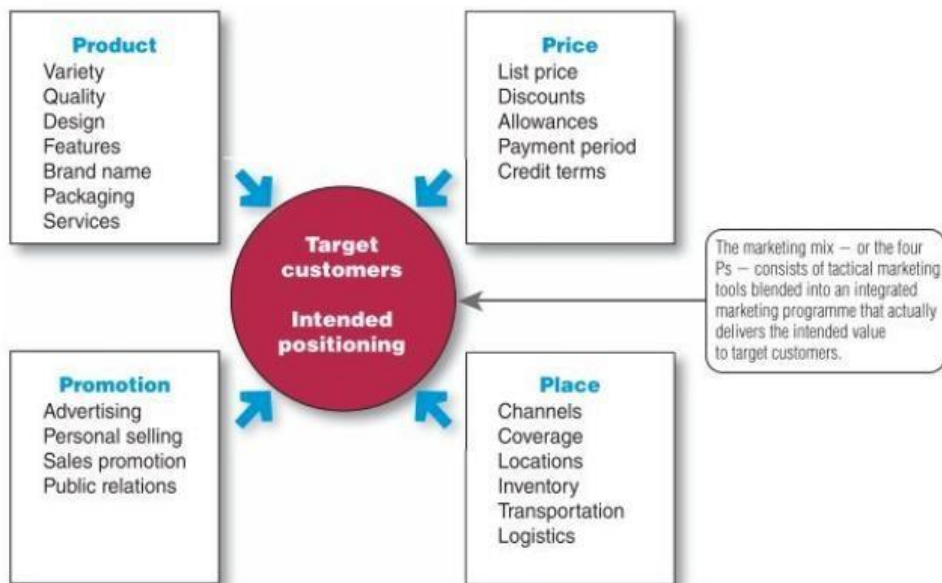 Product
Variety
Quality
Design
Features
Brand name
Packaging
Services
Price
List price
Discounts
Allowances
Payment period
Credit terms
Target
customers
Intended
positioning
The marketing mix – or the four
Ps – consists of tactical marketing
tools blended into an integrated
marketing programme that actually
delivers the intended value
to target customers.
Promotion
Advertising
Personal selling
Sales promotion
Public relations
Place
Channels
Coverage
Locations
Inventory
Transportation
Logistics